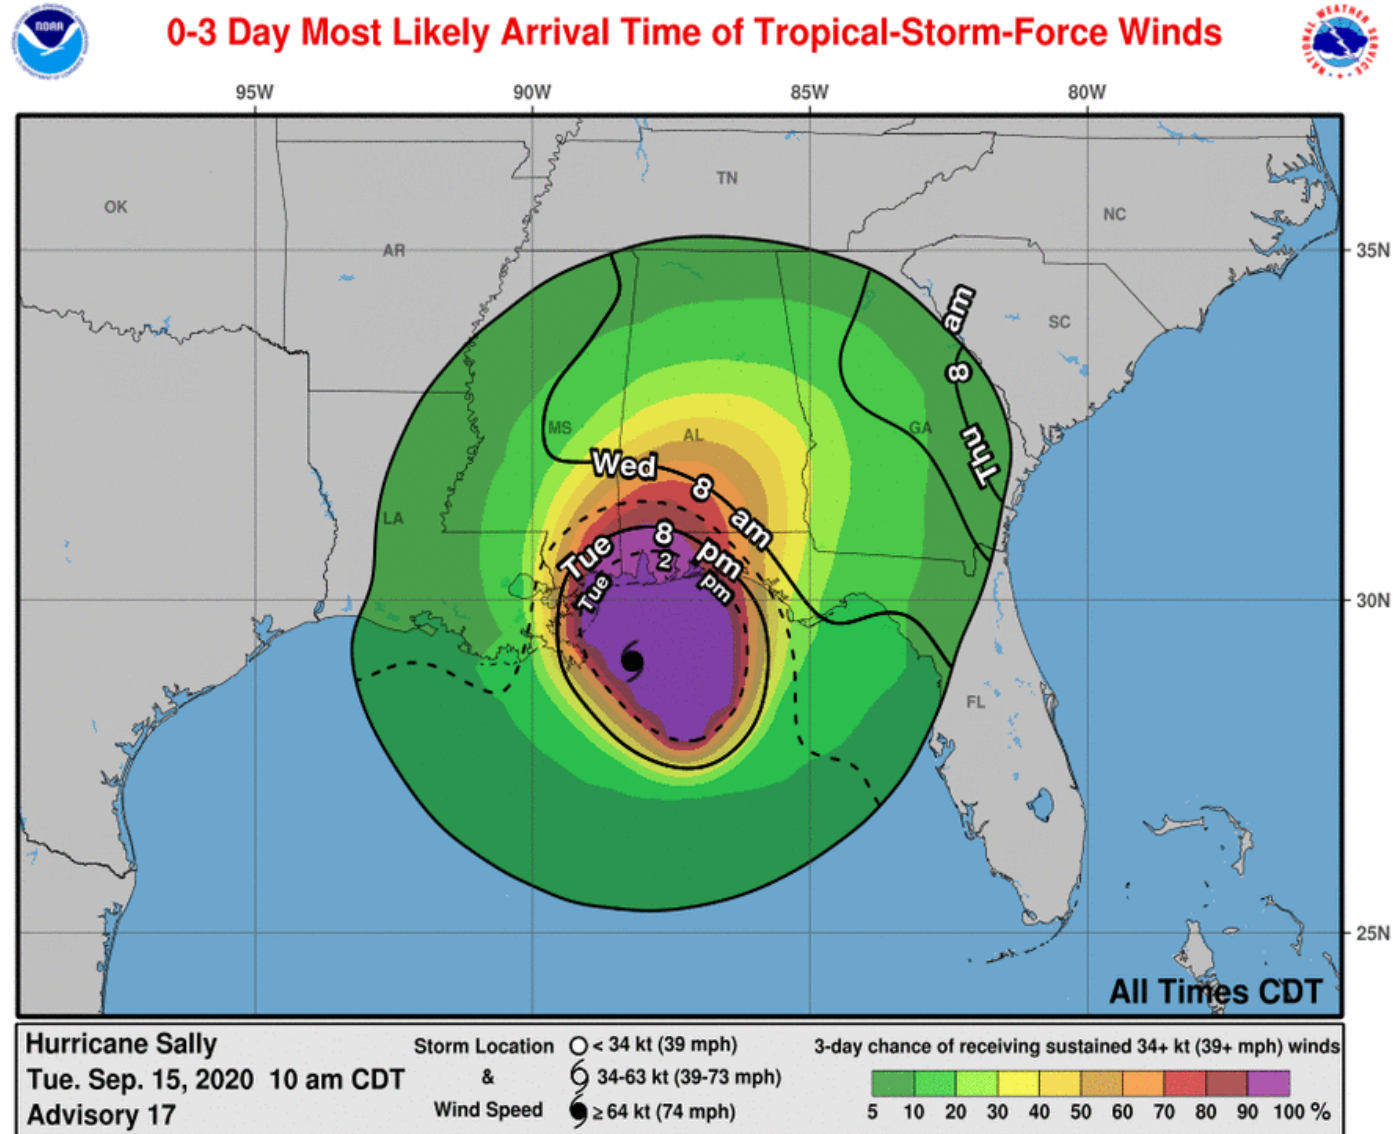 NOAA
0-3 Day Most Likely Arrival Time of Tropical-Storm-Force Winds
NATIONAL WEATHER SERVICE
95W 90W 85W 80W
TN
OK
NC
AR
35N
am
SC
8
MS
AL
GA
Thu
Wed
8
am
LA
Tue
8
pm
Tue
2
pm
30N
FL
25N
All Times CDT
Hurricane Sally
Tue. Sep. 15, 2020 10 am CDT
Advisory 17
Storm Location
&
Wind Speed
< 34 kt (39 mph)
34-63 kt (39-73 mph)
≥ 64 kt (74 mph)
3-day chance of receiving sustained 34+ kt (39+ mph) winds
5 10 20 30 40 50 60 70 80 90 100 %